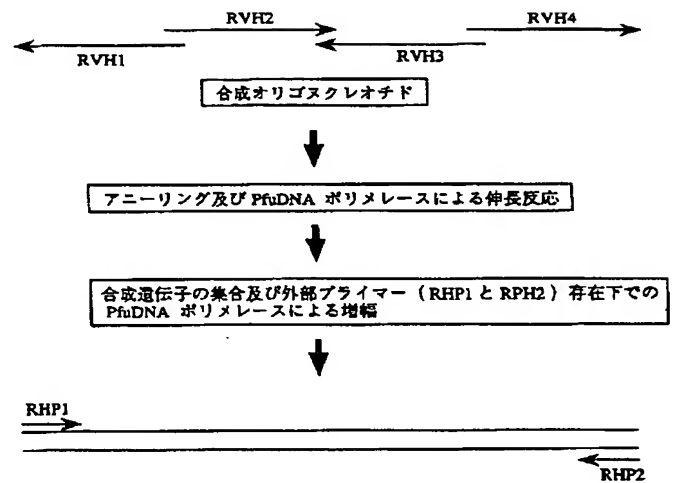 RVH2
RVH4
RVH1
RVH3
合成オリゴヌクレオチド
アニーリング及び PfuDNA ポリメレースによる伸長反応
合成遺伝子の集合及び外部プライマー（RHP1 と RPH2）存在下での
PfuDNA ポリメレースによる増幅
RHP1
RHP2